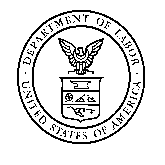 DEPARTMENT OF LABOR
UNITED STATES OF AMERICA